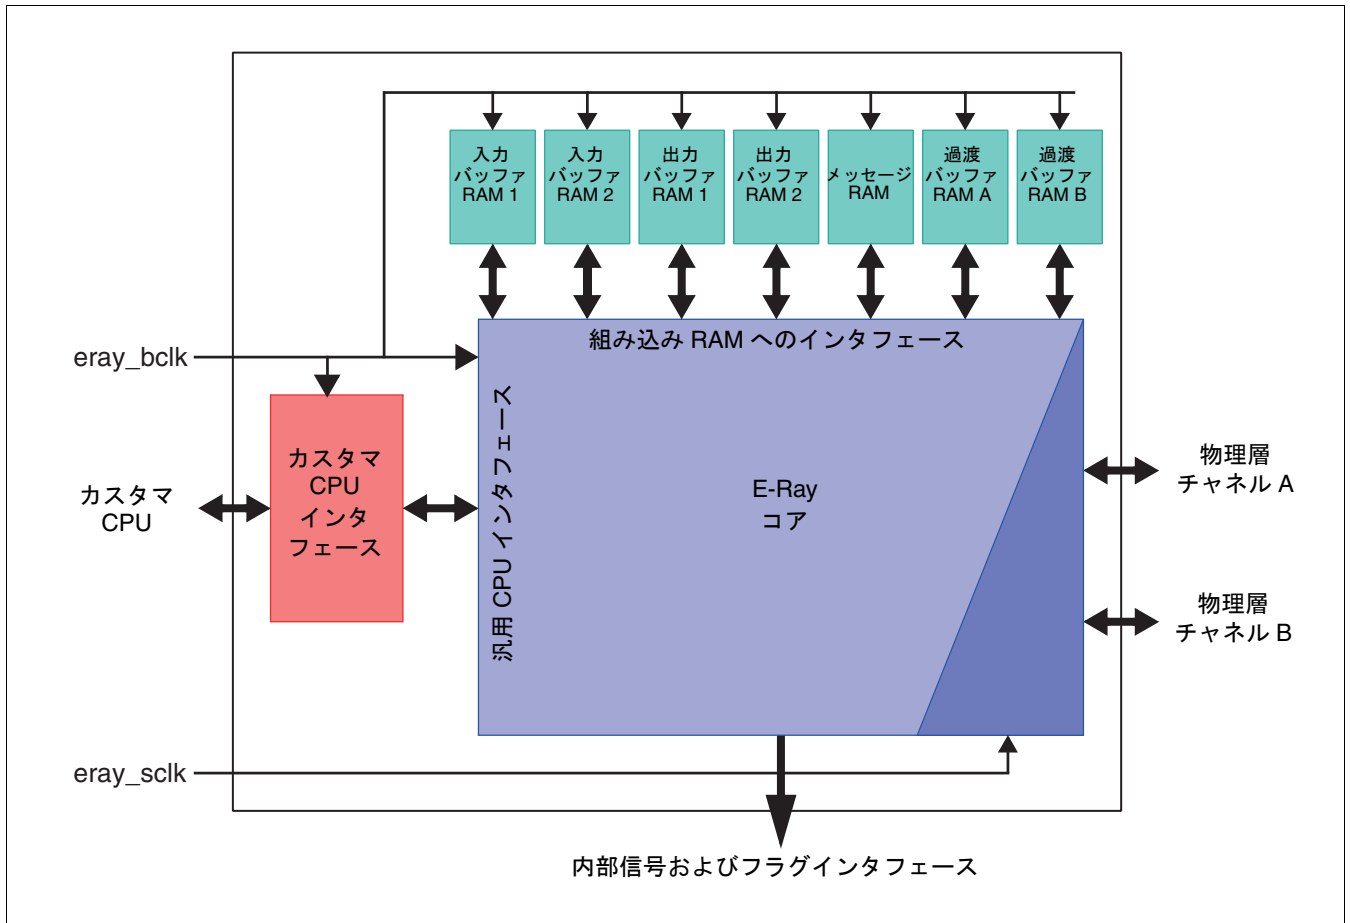 入力
バッファ
RAM 1
入力
バッファ
RAM 2
出力
バッファ
RAM 1
出力
バッファ
RAM 2
メッセージ
RAM
過渡
バッファ
RAM A
過渡
バッファ
RAM B
組み込み RAM へのインタフェース
eray_bclk
汎用 CPU インタフェース
カスタマ
CPU
インタ
フェース
カスタマ
CPU
E-Ray
コア
物理層
チャネル A
物理層
チャネル B
eray_sclk
内部信号およびフラグインタフェース